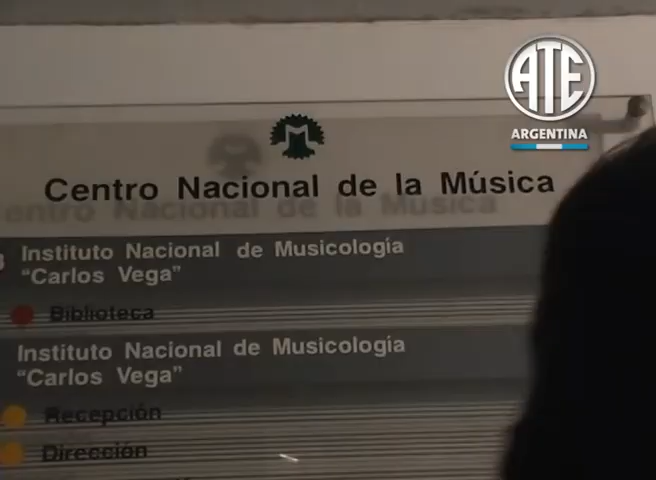 ATE
ARGENTINA
Centro Nacional de la Música
Instituto Nacional de Musicología
“Carlos Vega”
Biblioteca
Instituto Nacional de Musicología
“Carlos Vega”
Recepción
Dirección